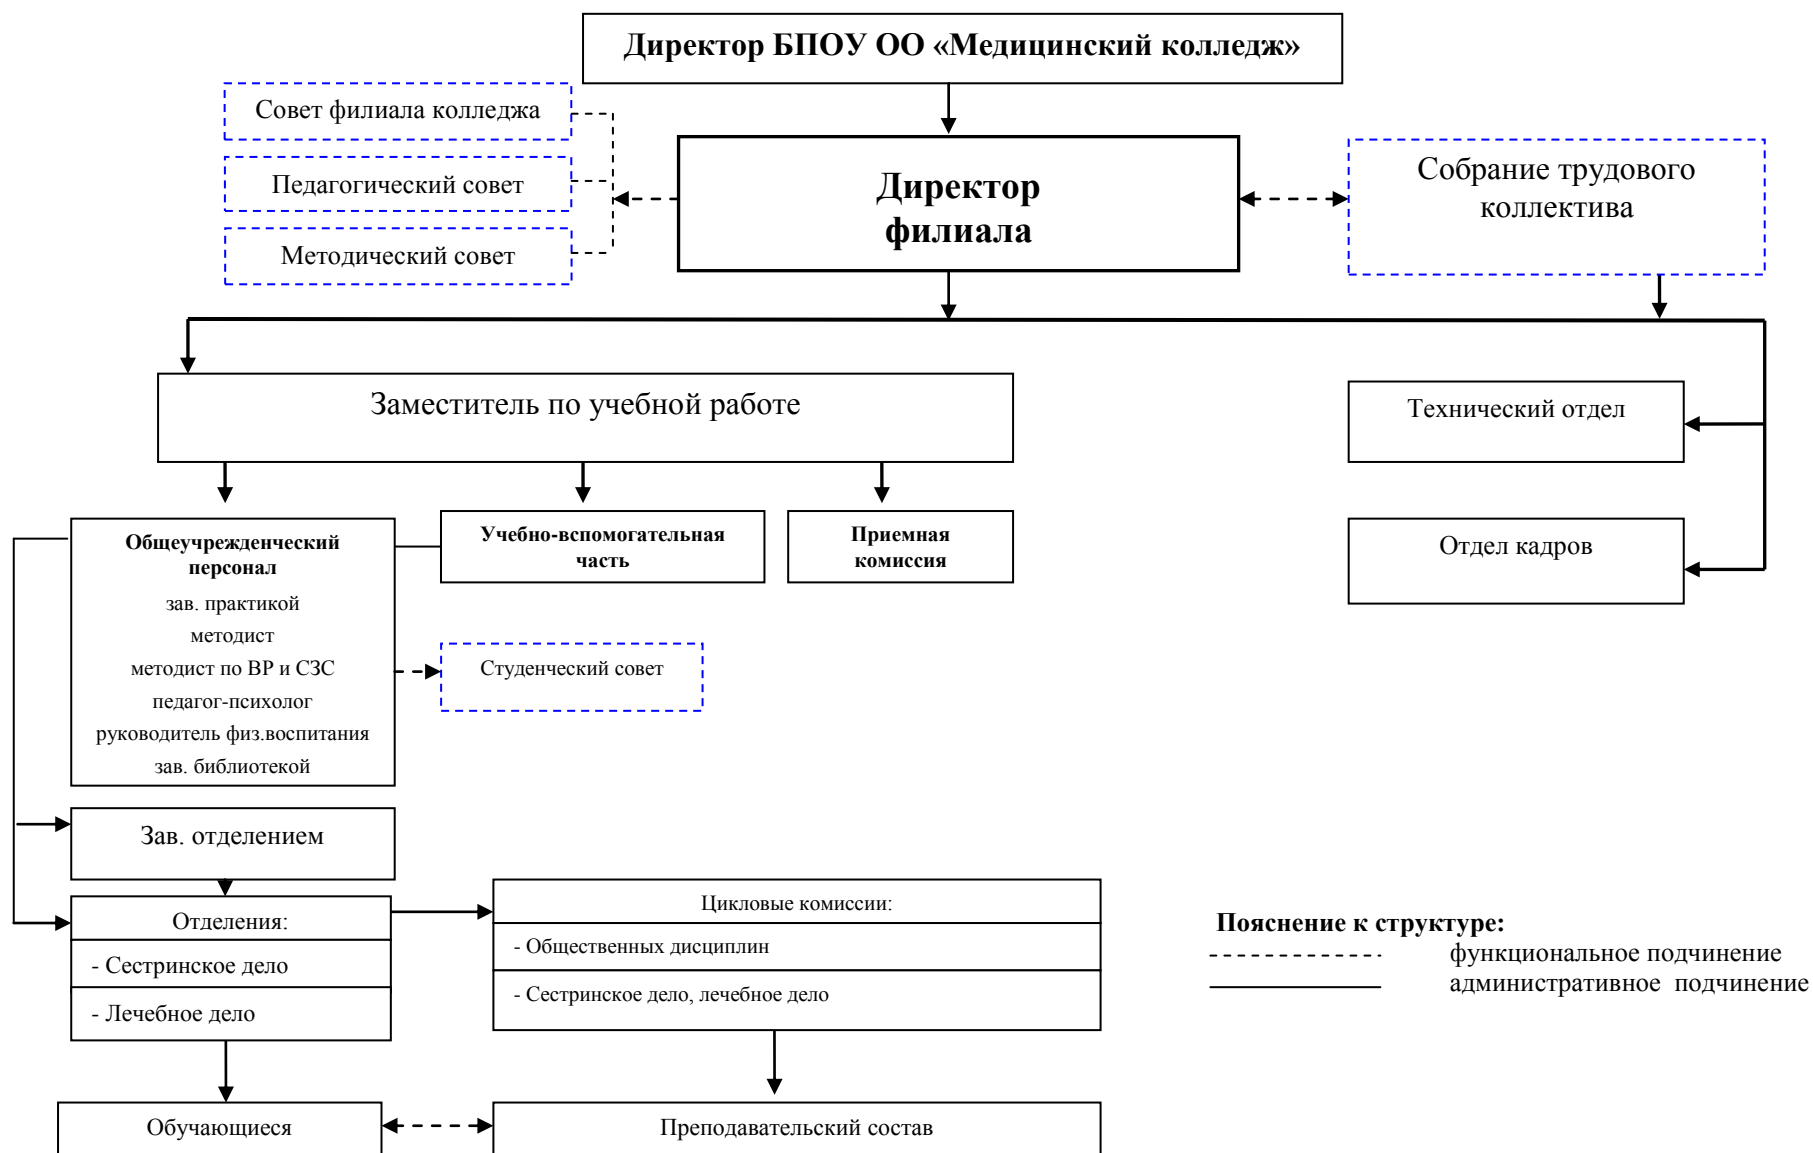 Директор БПОУ ОО «Медицинский колледж»
Совет филиала колледжа
Педагогический совет
Методический совет
Директор
филиала
Собрание трудового
коллектива
Заместитель по учебной работе
Технический отдел
Отдел кадров
Общеучрежденческий
персонал
зав. практикой
методист
методист по ВР и СЗС
педагог-психолог
руководитель физ.воспитания
зав. библиотекой
Учебно-вспомогательная
часть
Приемная
комиссия
Студенческий совет
Зав. отделением
Отделения:
- Сестринское дело
- Лечебное дело
Цикловые комиссии:
- Общественных дисциплин
- Сестринское дело, лечебное дело
Пояснение к структуре:
функциональное подчинение
административное подчинение
Обучающиеся
Преподавательский состав